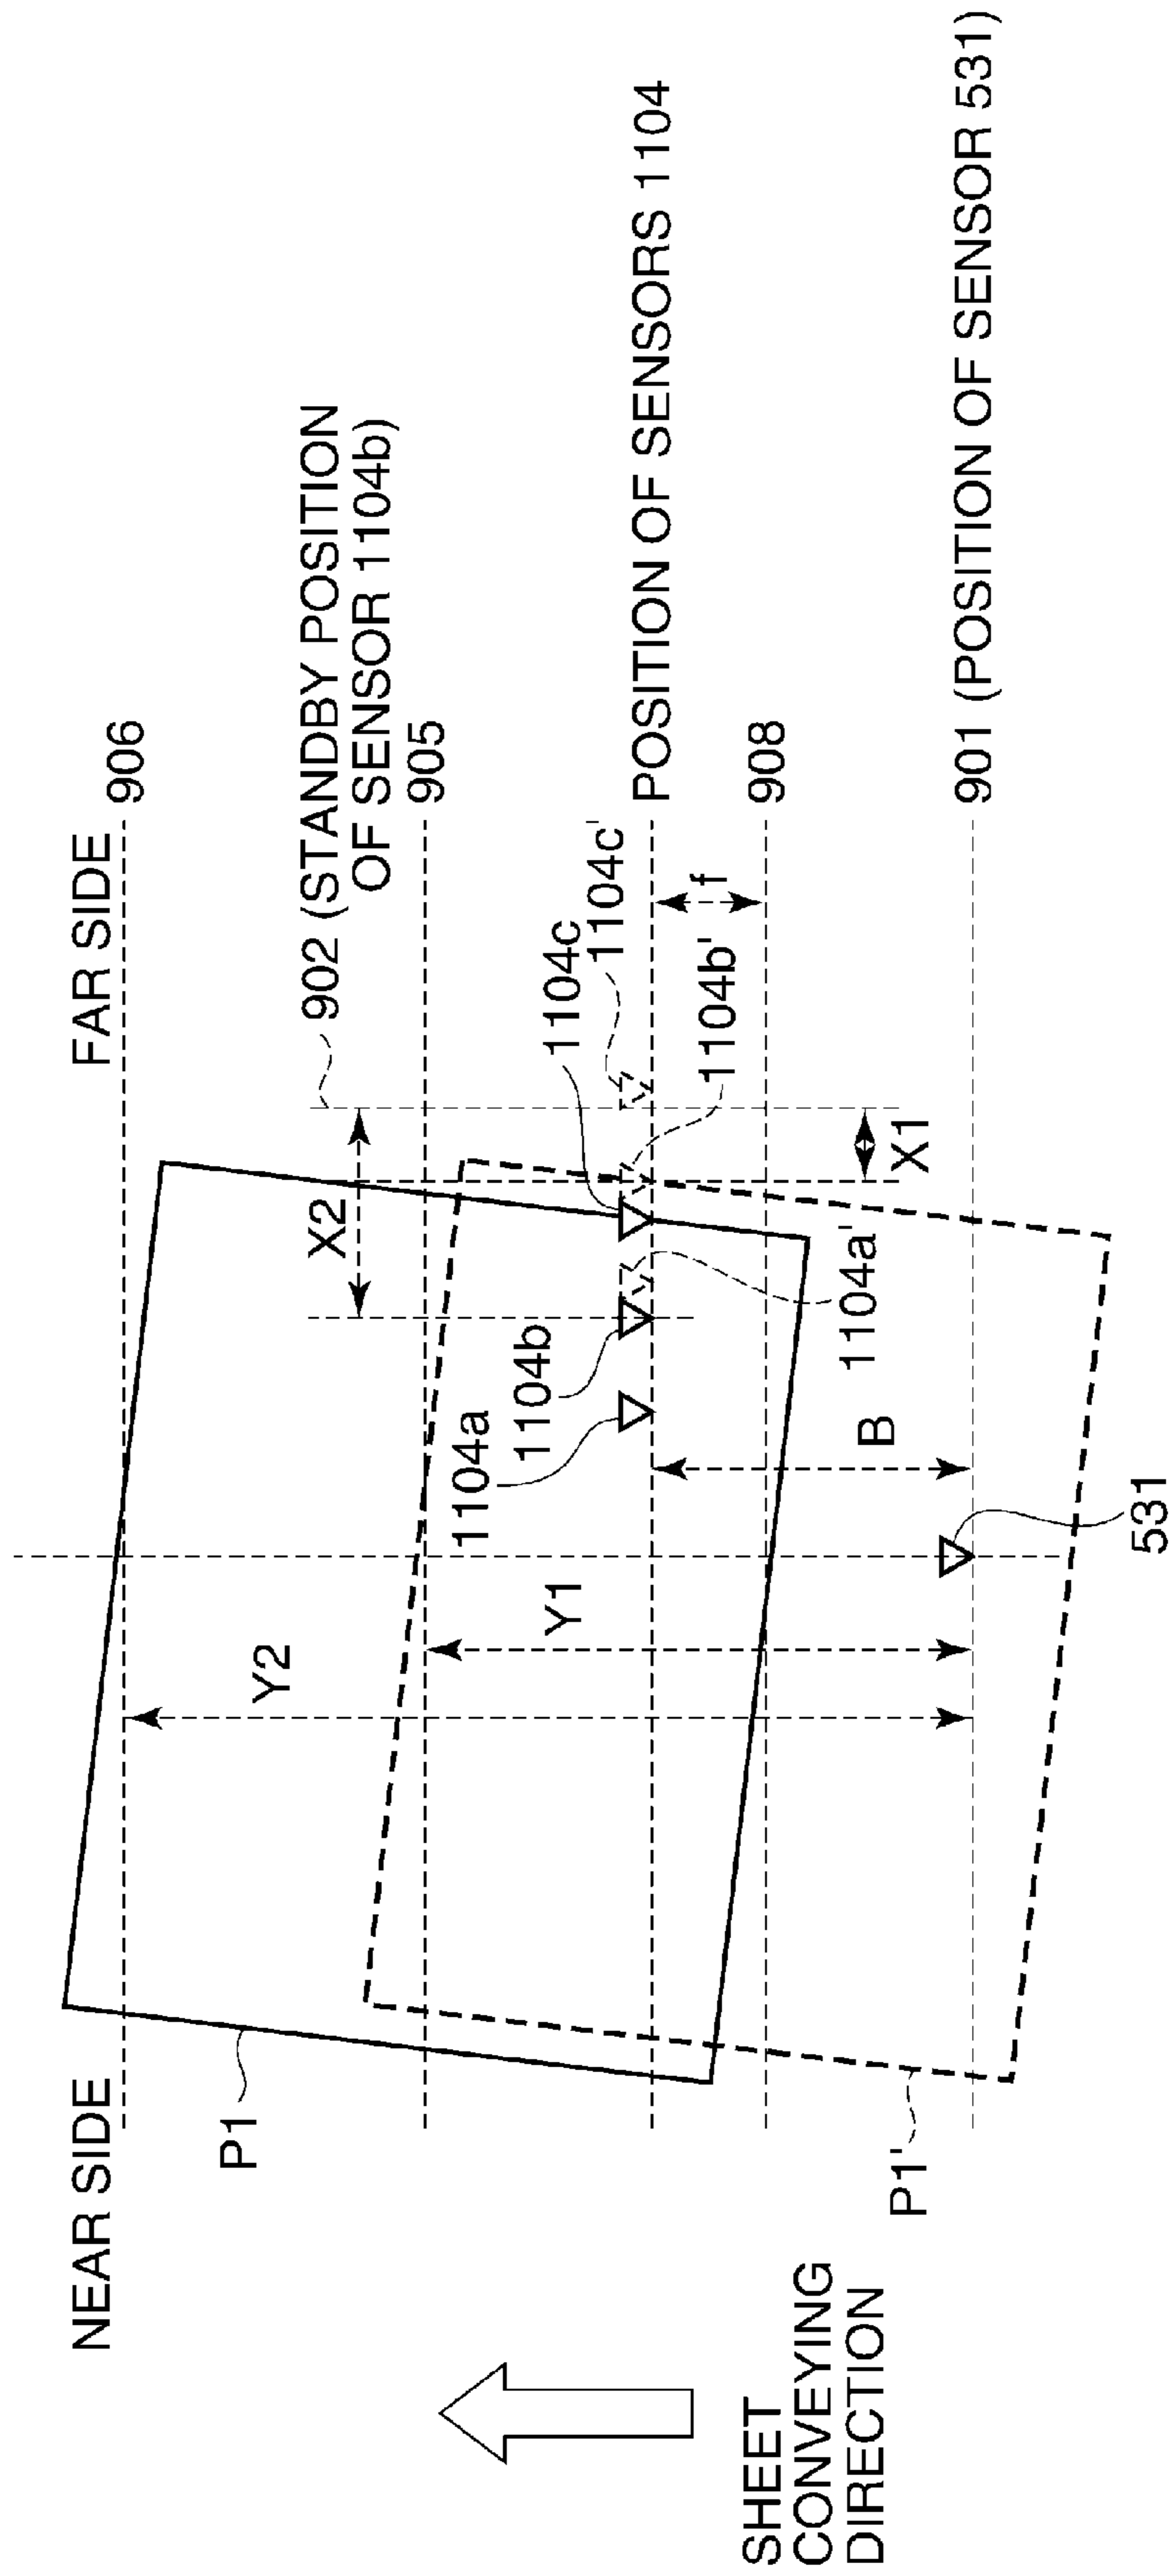 NEAR SIDE
FAR SIDE
906
902 (STANDBY POSITION
OF SENSOR 1104b)
905
POSITION OF SENSORS 1104
908
901 (POSITION OF SENSOR 531)
P1
P1'
Y2
Y1
X2
X1
B
f
1104a
1104b
1104c
1104a'
1104b'
1104c'
531
SHEET
CONVEYING
DIRECTION